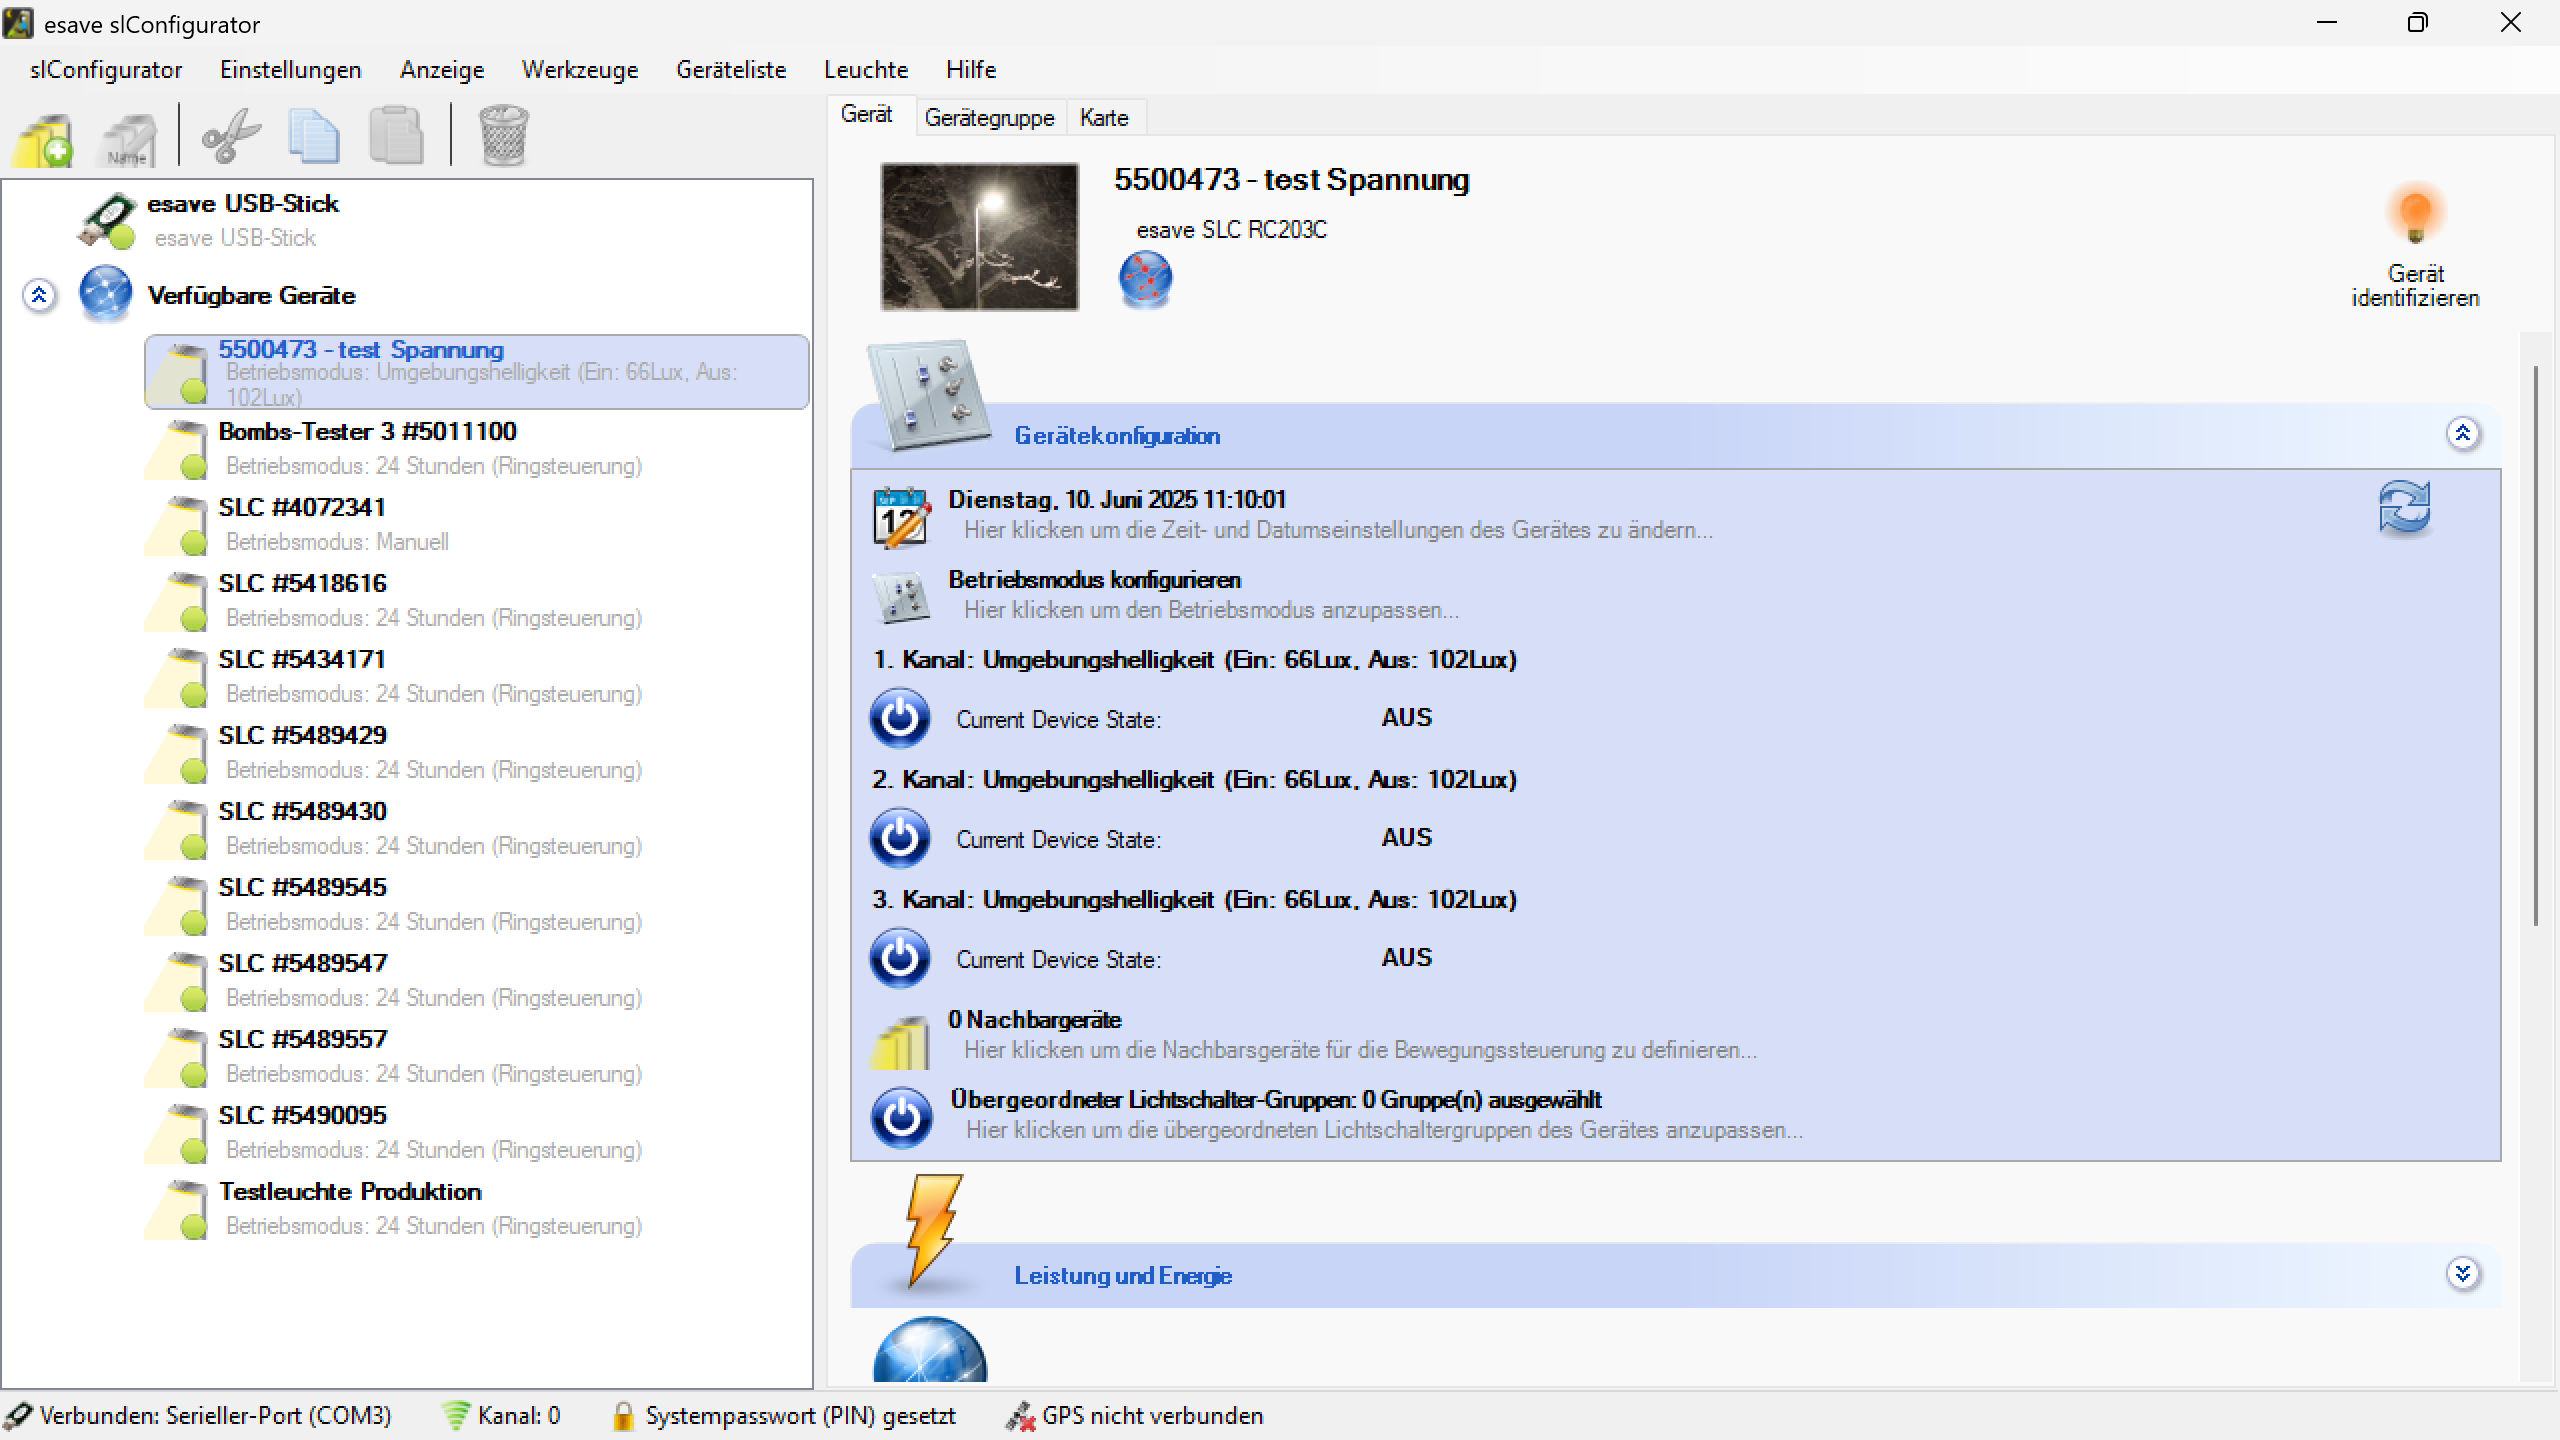 esave slConfigurator
slConfigurator Einstellungen Anzeige Werkzeuge Geräteliste Leuchte Hilfe
Name
esave USB-Stick
esave USB-Stick
Verfügbare Geräte
5500473 - test Spannung
Betriebsmodus: Umgebungshelligkeit (Ein: 66Lux, Aus:
102Lux)
Bombs-Tester 3 #5011100
Betriebsmodus: 24 Stunden (Ringsteuerung)
SLC #4072341
Betriebsmodus: Manuell
SLC #5418616
Betriebsmodus: 24 Stunden (Ringsteuerung)
SLC #5434171
Betriebsmodus: 24 Stunden (Ringsteuerung)
SLC #5489429
Betriebsmodus: 24 Stunden (Ringsteuerung)
SLC #5489430
Betriebsmodus: 24 Stunden (Ringsteuerung)
SLC #5489545
Betriebsmodus: 24 Stunden (Ringsteuerung)
SLC #5489547
Betriebsmodus: 24 Stunden (Ringsteuerung)
SLC #5489557
Betriebsmodus: 24 Stunden (Ringsteuerung)
SLC #5490095
Betriebsmodus: 24 Stunden (Ringsteuerung)
Testleuchte Produktion
Betriebsmodus: 24 Stunden (Ringsteuerung)
Gerät Gerätegruppe Karte
5500473 - test Spannung
esave SLC RC203C
Gerät
identifizieren
Gerätekonfiguration
SEP
12
Dienstag, 10. Juni 2025 11:10:01
Hier klicken um die Zeit- und Datumseinstellungen des Gerätes zu ändern...
Betriebsmodus konfigurieren
Hier klicken um den Betriebsmodus anzupassen...
1. Kanal: Umgebungshelligkeit (Ein: 66Lux, Aus: 102Lux)
Current Device State: AUS
2. Kanal: Umgebungshelligkeit (Ein: 66Lux, Aus: 102Lux)
Current Device State: AUS
3. Kanal: Umgebungshelligkeit (Ein: 66Lux, Aus: 102Lux)
Current Device State: AUS
0 Nachbargeräte
Hier klicken um die Nachbarsgeräte für die Bewegungssteuerung zu definieren...
Übergeordneter Lichtschalter-Gruppen: 0 Gruppe(n) ausgewählt
Hier klicken um die übergeordneten Lichtschaltergruppen des Gerätes anzupassen...
Leistung und Energie
Verbunden: Serieller-Port (COM3) Kanal: 0 Systempasswort (PIN) gesetzt GPS nicht verbunden